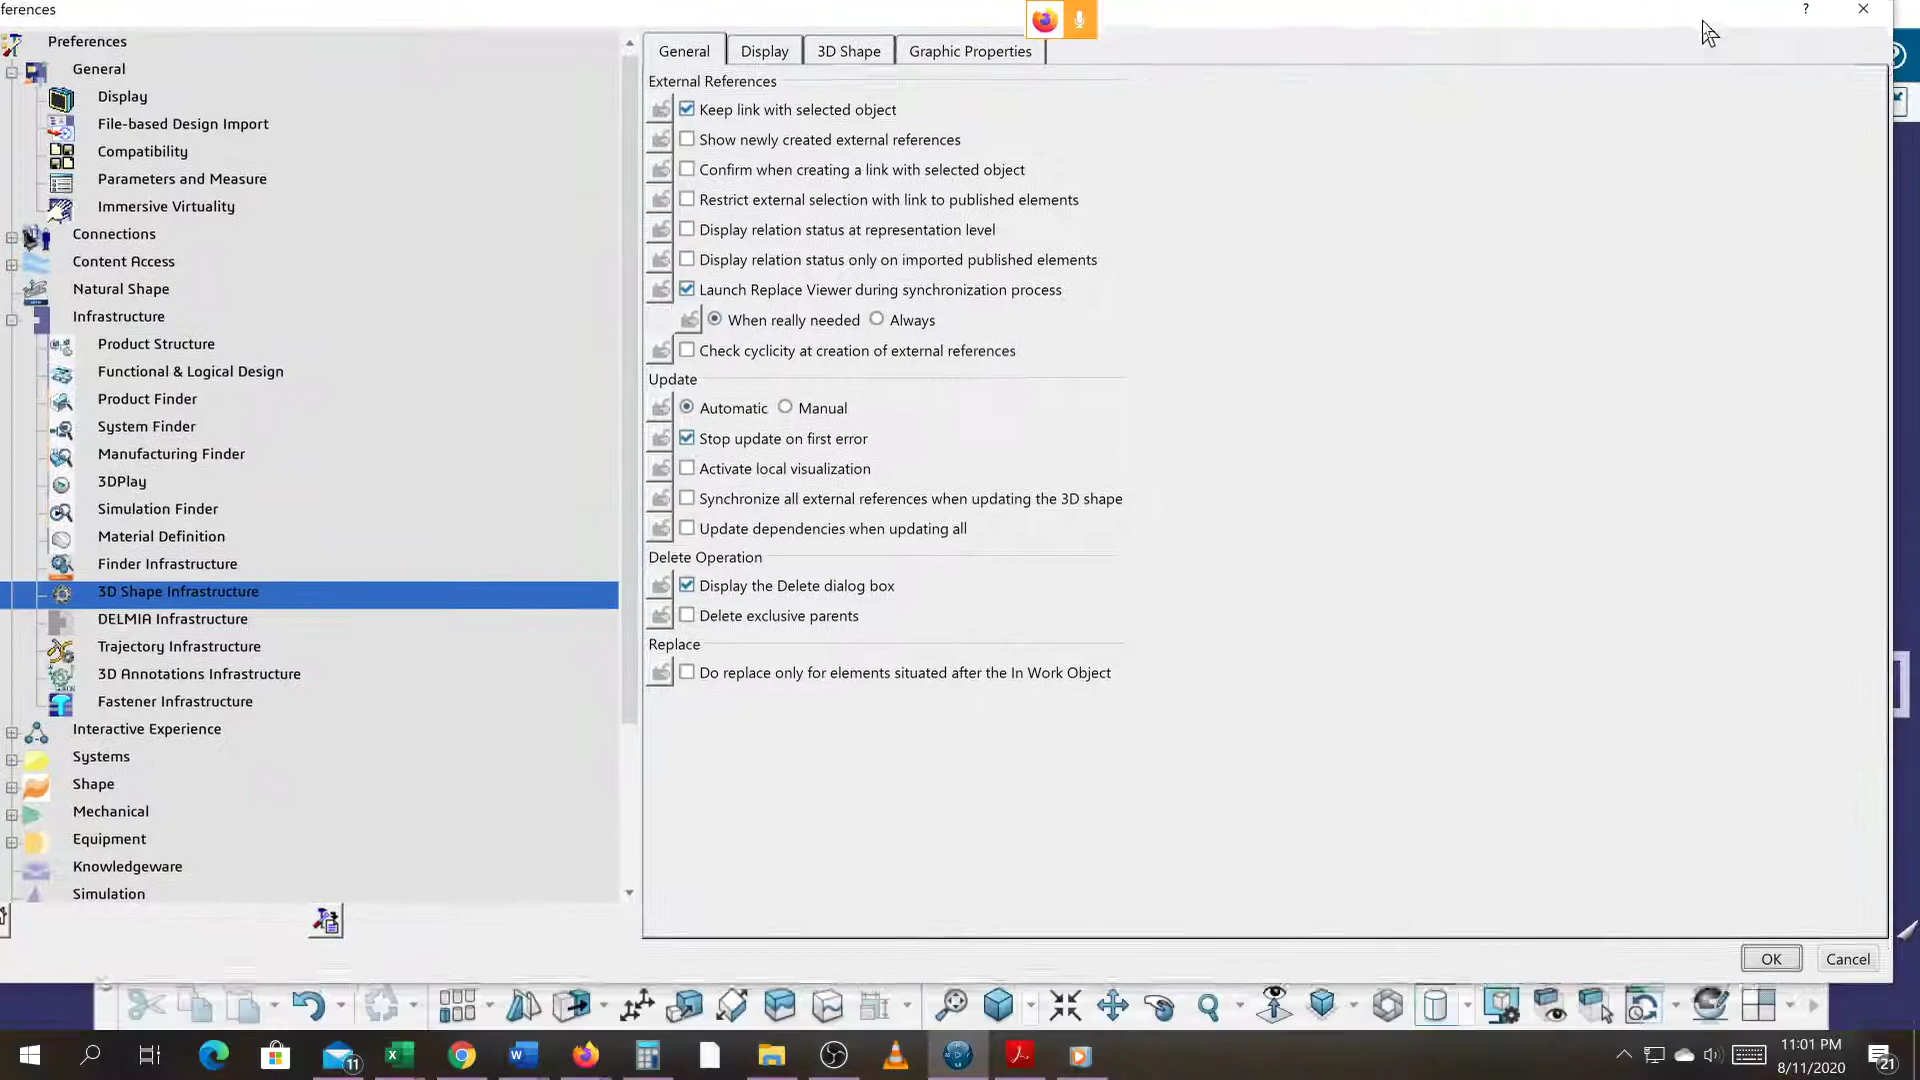 ferences
?
Preferences
General
Display
File-based Design Import
Compatibility
Parameters and Measure
Immersive Virtuality
Connections
Content Access
Natural Shape
Infrastructure
Product Structure
Functional & Logical Design
Product Finder
System Finder
Manufacturing Finder
3DPlay
Simulation Finder
Material Definition
Finder Infrastructure
3D Shape Infrastructure
DELMIA Infrastructure
Trajectory Infrastructure
3D Annotations Infrastructure
Fastener Infrastructure
Interactive Experience
Systems
Shape
Mechanical
Equipment
Knowledgeware
Simulation
General Display 3D Shape Graphic Properties
External References
Keep link with selected object
Show newly created external references
Confirm when creating a link with selected object
Restrict external selection with link to published elements
Display relation status at representation level
Display relation status only on imported published elements
Launch Replace Viewer during synchronization process
When really needed Always
Check cyclicity at creation of external references
Update
Automatic Manual
Stop update on first error
Activate local visualization
Synchronize all external references when updating the 3D shape
Update dependencies when updating all
Delete Operation
Display the Delete dialog box
Delete exclusive parents
Replace
Do replace only for elements situated after the In Work Object
OK Cancel
11
11:01 PM
8/11/2020
21